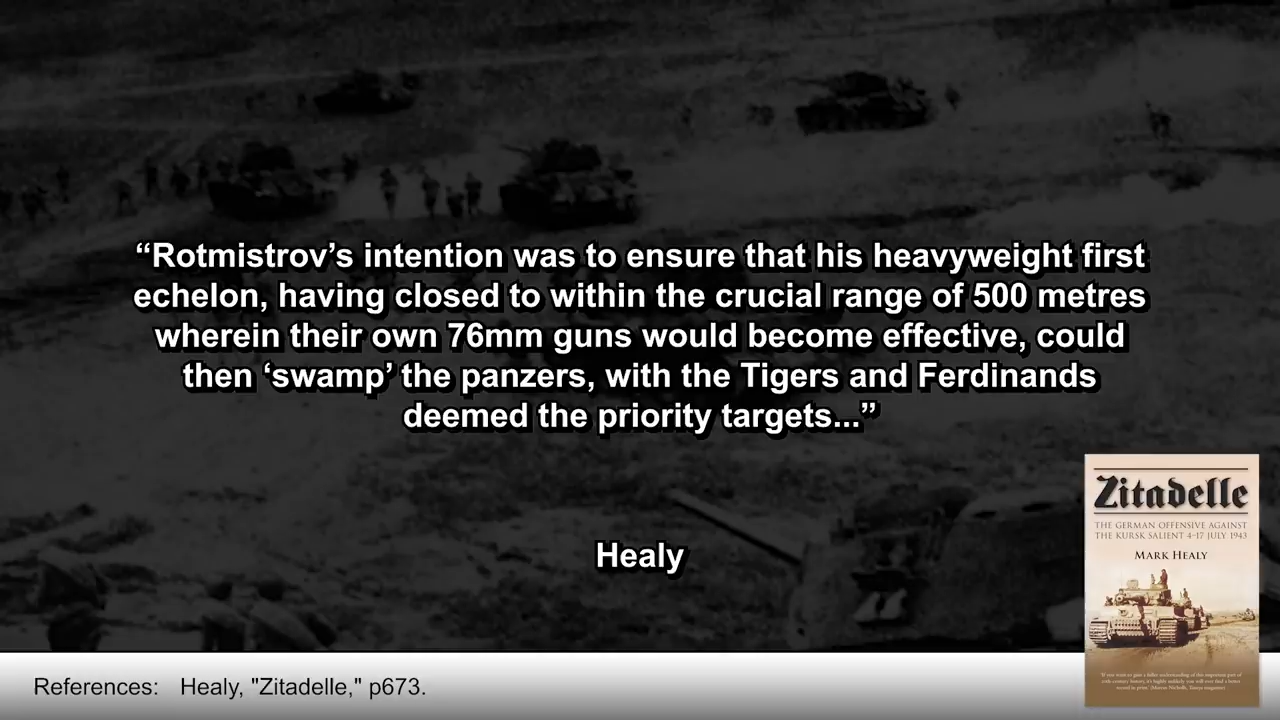 “Rotmistrov’s intention was to ensure that his heavyweight first
echelon, having closed to within the crucial range of 500 metres
wherein their own 76mm guns would become effective, could
then ‘swamp’ the panzers, with the Tigers and Ferdinands
deemed the priority targets...”
Healy
Zitadelle
THE GERMAN OFFENSIVE AGAINST
THE KURSK SALIENT 4-17 JULY 1943
MARK HEALY
References: Healy, "Zitadelle," p673.